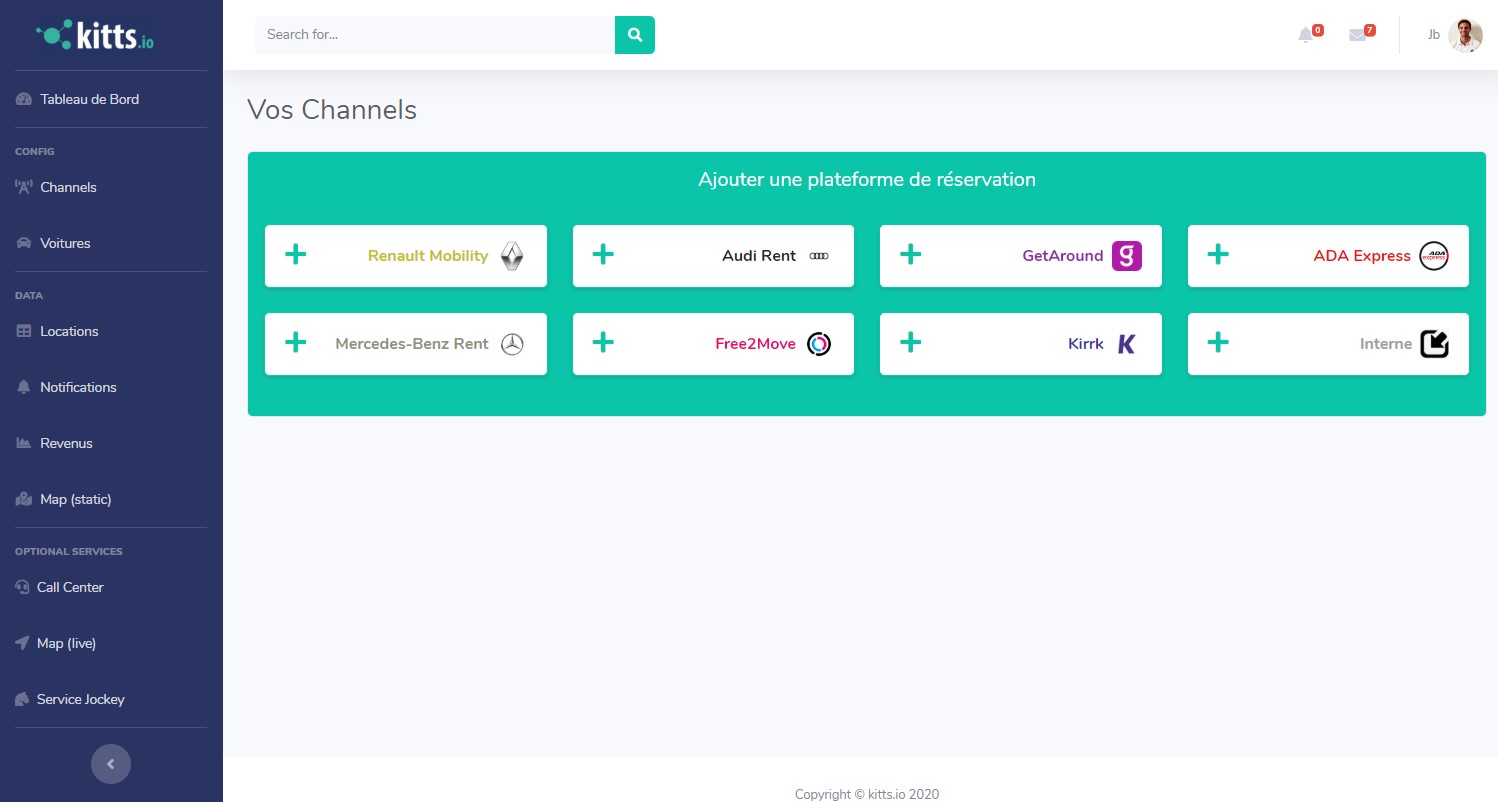 kitts.io
Search for...
0
7
Jb
Tableau de Bord
CONFIG
Channels
Voitures
DATA
Locations
Notifications
Revenus
Map (static)
OPTIONAL SERVICES
Call Center
Map (live)
Service Jockey
Vos Channels
Ajouter une plateforme de réservation
Renault Mobility
Audi Rent
GetAround
g
ADA Express
ADA
express
Mercedes-Benz Rent
Free2Move
Kirrk
K
Interne
Copyright © kitts.io 2020